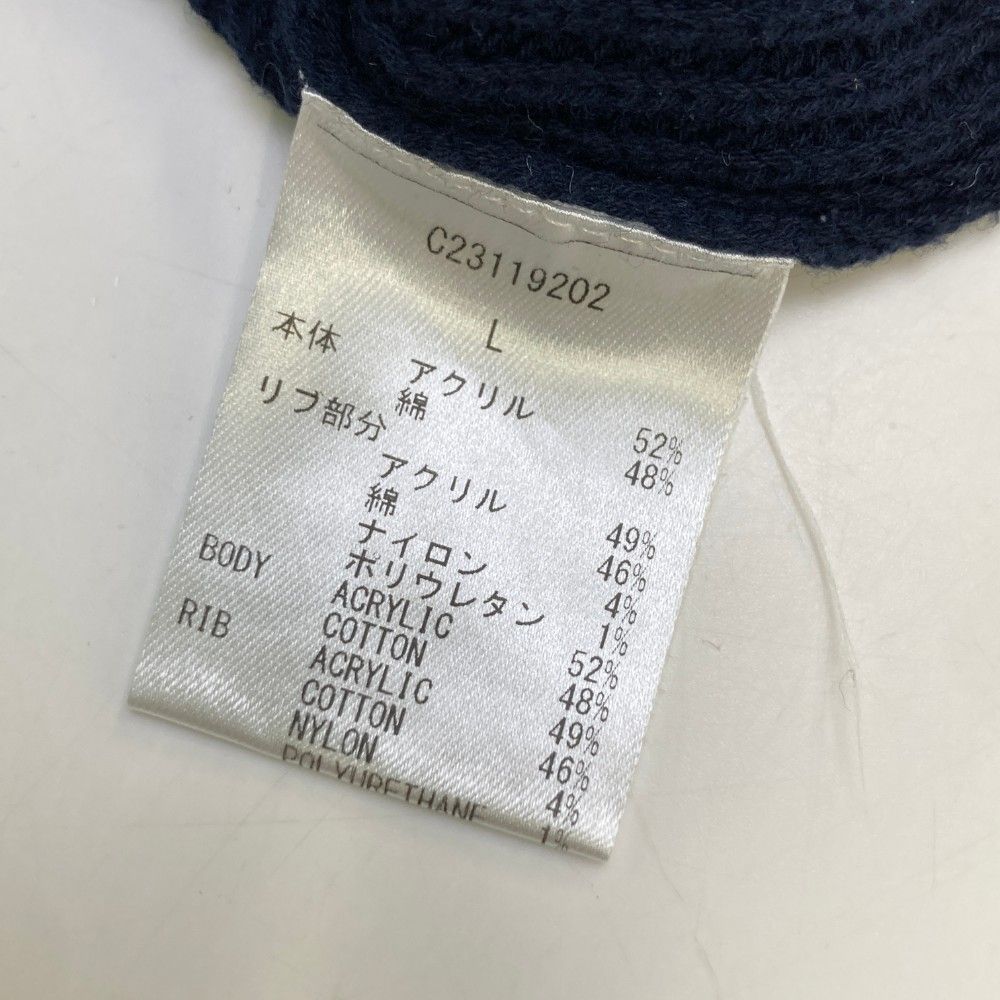 C23119202
L
本体 アクリル 52%
綿 48%
リブ部分
アクリル 49%
綿 46%
ナイロン 4%
ポリウレタン 1%
BODY ACRYLIC 52%
COTTON 48%
RIB ACRYLIC 49%
COTTON 46%
NYLON 4%
POLYURETHANE 1%